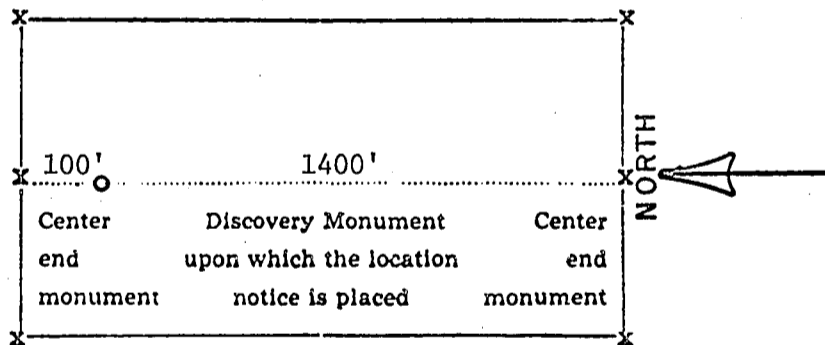 100' 1400'
NORTH
Center Discovery Monument Center
end upon which the location end
monument notice is placed monument